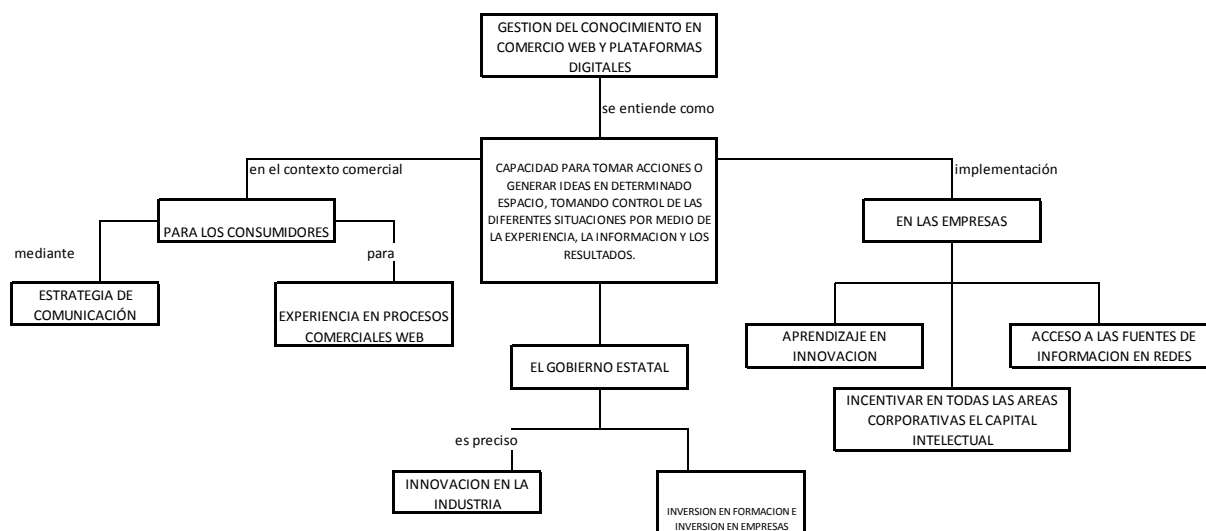 GESTION DEL CONOCIMIENTO EN
COMERCIO WEB Y PLATAFORMAS
DIGITALES
se entiende como
en el contexto comercial
CAPACIDAD PARA TOMAR ACCIONES O
GENERAR IDEAS EN DETERMINADO
ESPACIO, TOMANDO CONTROL DE LAS
DIFERENTES SITUACIONES POR MEDIO DE
LA EXPERIENCIA, LA INFORMACION Y LOS
RESULTADOS.
implementación
PARA LOS CONSUMIDORES
EN LAS EMPRESAS
mediante
para
ESTRATEGIA DE
COMUNICACIÓN
EXPERIENCIA EN PROCESOS
COMERCIALES WEB
APRENDIZAJE EN
INNOVACION
ACCESO A LAS FUENTES DE
INFORMACION EN REDES
EL GOBIERNO ESTATAL
INCENTIVAR EN TODAS LAS AREAS
CORPORATIVAS EL CAPITAL
INTELECTUAL
es preciso
INNOVACION EN LA
INDUSTRIA
INVERSION EN FORMACION E
INVERSION EN EMPRESAS